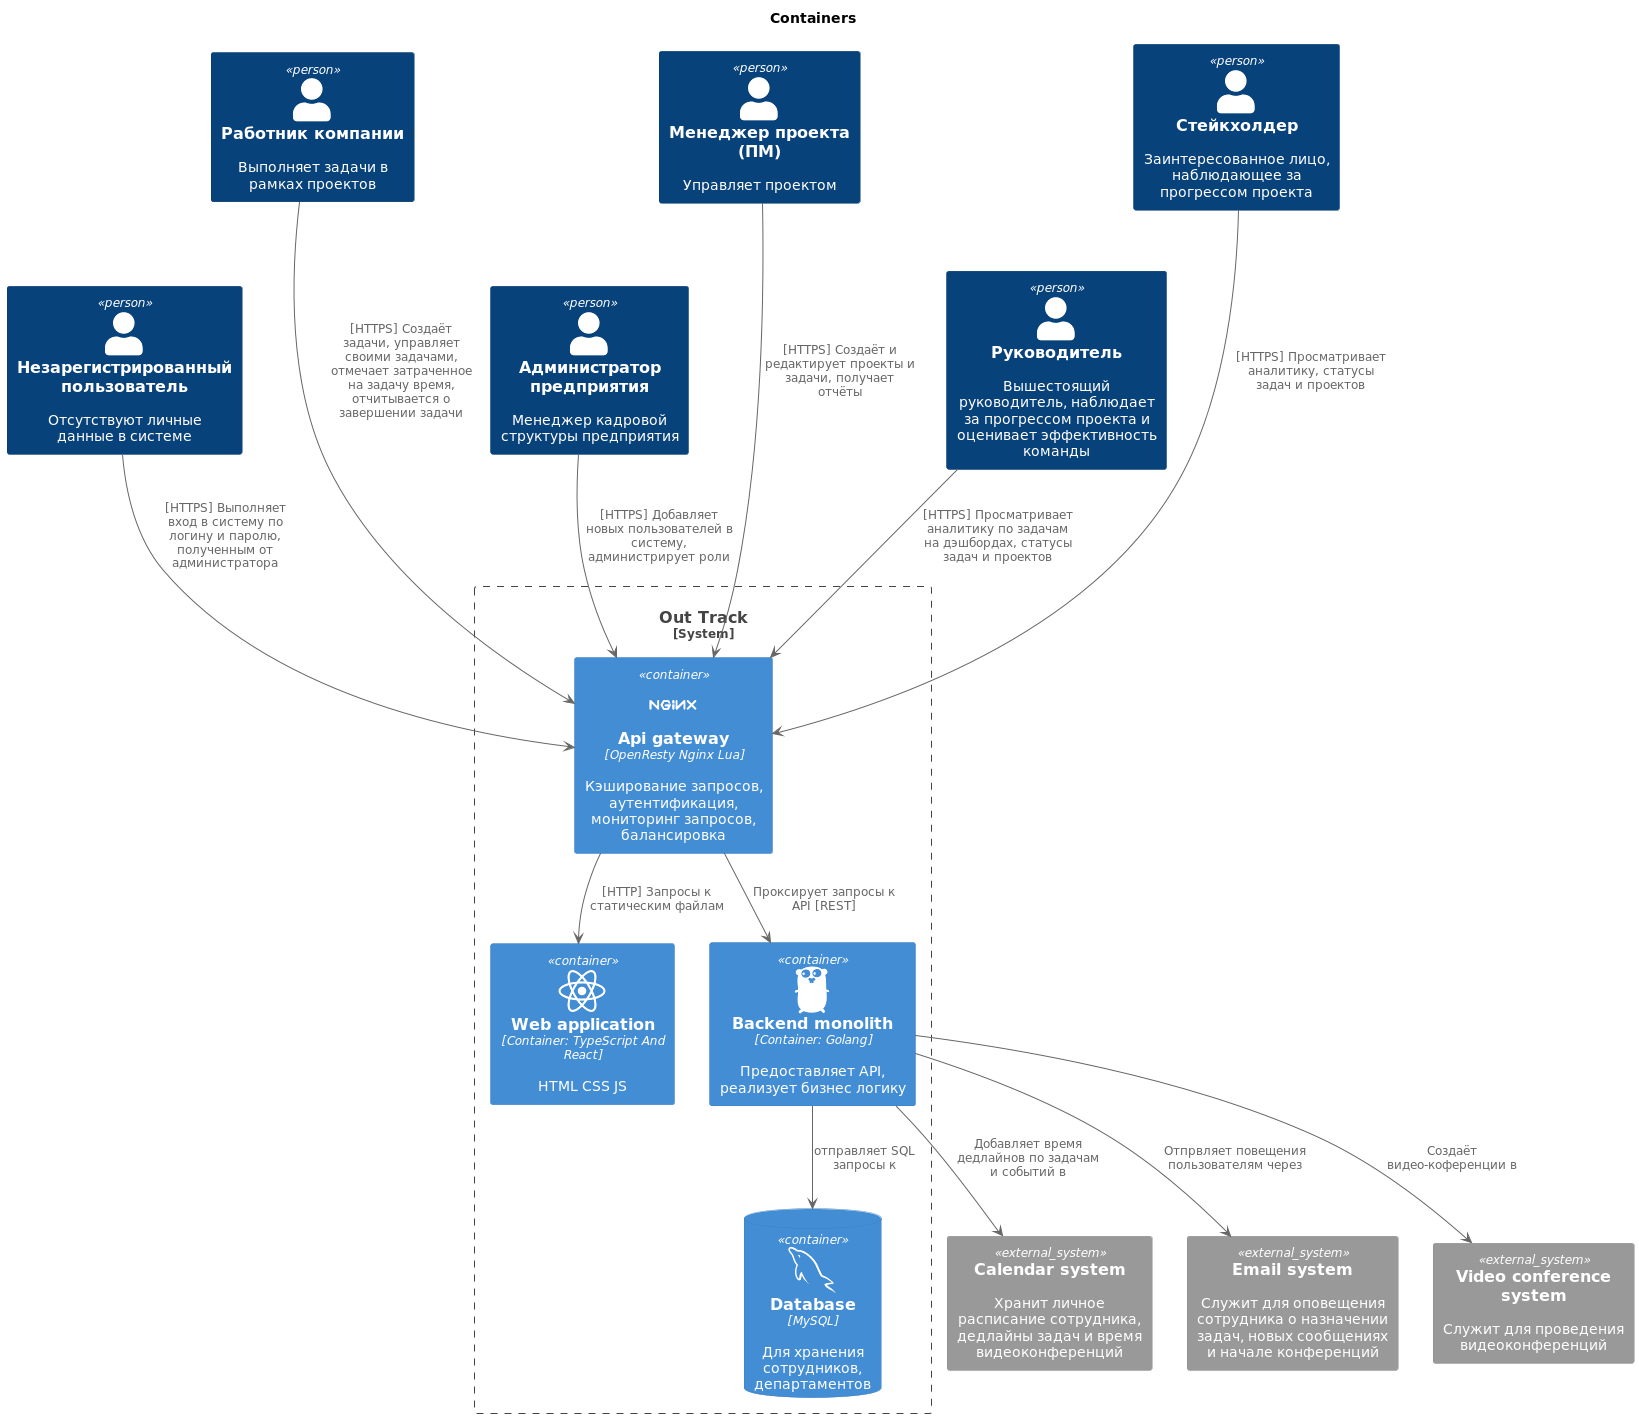 Containers
«person»
Работник компании
Выполняет задачи в
рамках проектов
«person»
Менеджер проекта
(ПМ)
Управляет проектом
«person»
Стейкхолдер
Заинтересованное лицо,
наблюдающее за
прогрессом проекта
«person»
Незарегистрированный
пользователь
Отсутствуют личные
данные в системе
«person»
Администратор
предприятия
Менеджер кадровой
структуры предприятия
«person»
Руководитель
Вышестоящий
руководитель, наблюдает
за прогрессом проекта и
оценивает эффективность
команды
[HTTPS] Создаёт
задачи, управляет
своими задачами,
отмечает затраченное
на задачу время,
отчитывается о
завершении задачи
[HTTPS] Создаёт и
редактирует проекты и
задачи, получает
отчёты
[HTTPS] Просматривает
аналитику, статусы
задач и проектов
[HTTPS] Выполняет
вход в систему по
логину и паролю,
полученным от
администратора
[HTTPS] Добавляет
новых пользователей в
систему,
администрирует роли
[HTTPS] Просматривает
аналитику по задачам
на дэшбордах, статусы
задач и проектов
Out Track
[System]
«container»
NGINX
Api gateway
[OpenResty Nginx Lua]
Кэширование запросов,
аутентификация,
мониторинг запросов,
балансировка
[HTTP] Запросы к
статическим файлам
Проксирует запросы к
API [REST]
«container»
Web application
[Container: TypeScript And
React]
HTML CSS JS
«container»
Backend monolith
[Container: Golang]
Предоставляет API,
реализует бизнес логику
отправляет SQL
запросы к
Добавляет время
дедлайнов по задачам
и событий в
Отпрвляет повещения
пользователям через
Создаёт
видео-коференции в
«container»
Database
[MySQL]
Для хранения
сотрудников,
департаментов
«external_system»
Calendar system
Хранит личное
расписание сотрудника,
дедлайны задач и время
видеоконференций
«external_system»
Email system
Служит для оповещения
сотрудника о назначении
задач, новых сообщениях
и начале конференций
«external_system»
Video conference
system
Служит для проведения
видеоконференций